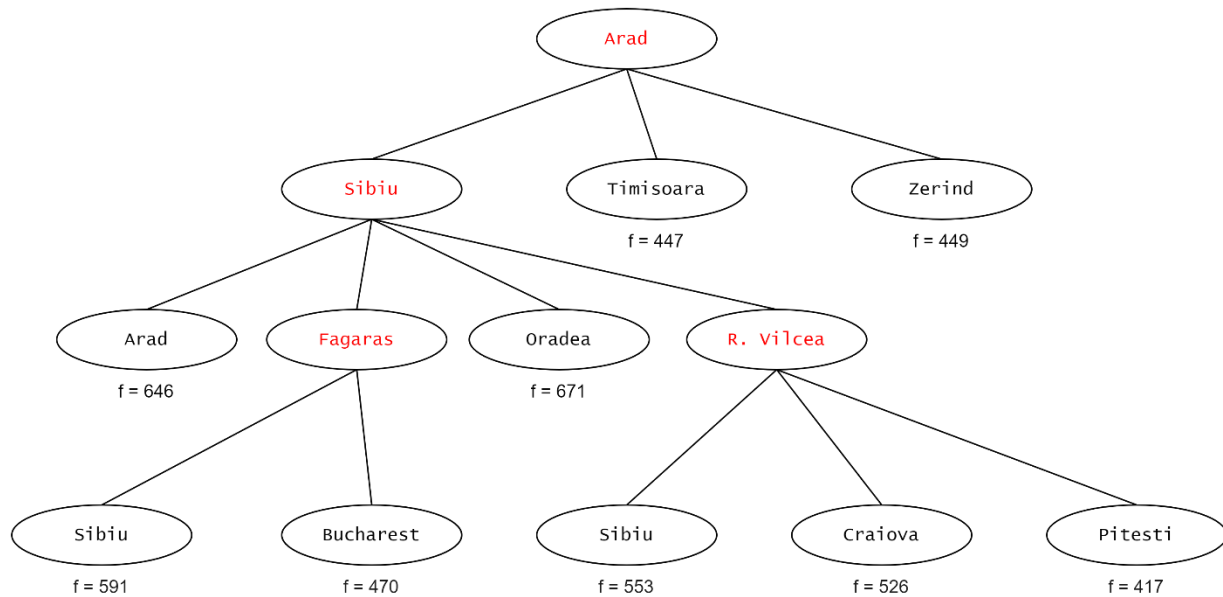 Arad
Sibiu
Timisoara
Zerind
f = 447
f = 449
Arad
Fagaras
Oradea
R. Vilcea
f = 646
f = 671
Sibiu
Bucharest
Sibiu
Craiova
Pitesti
f = 591
f = 470
f = 553
f = 526
f = 417